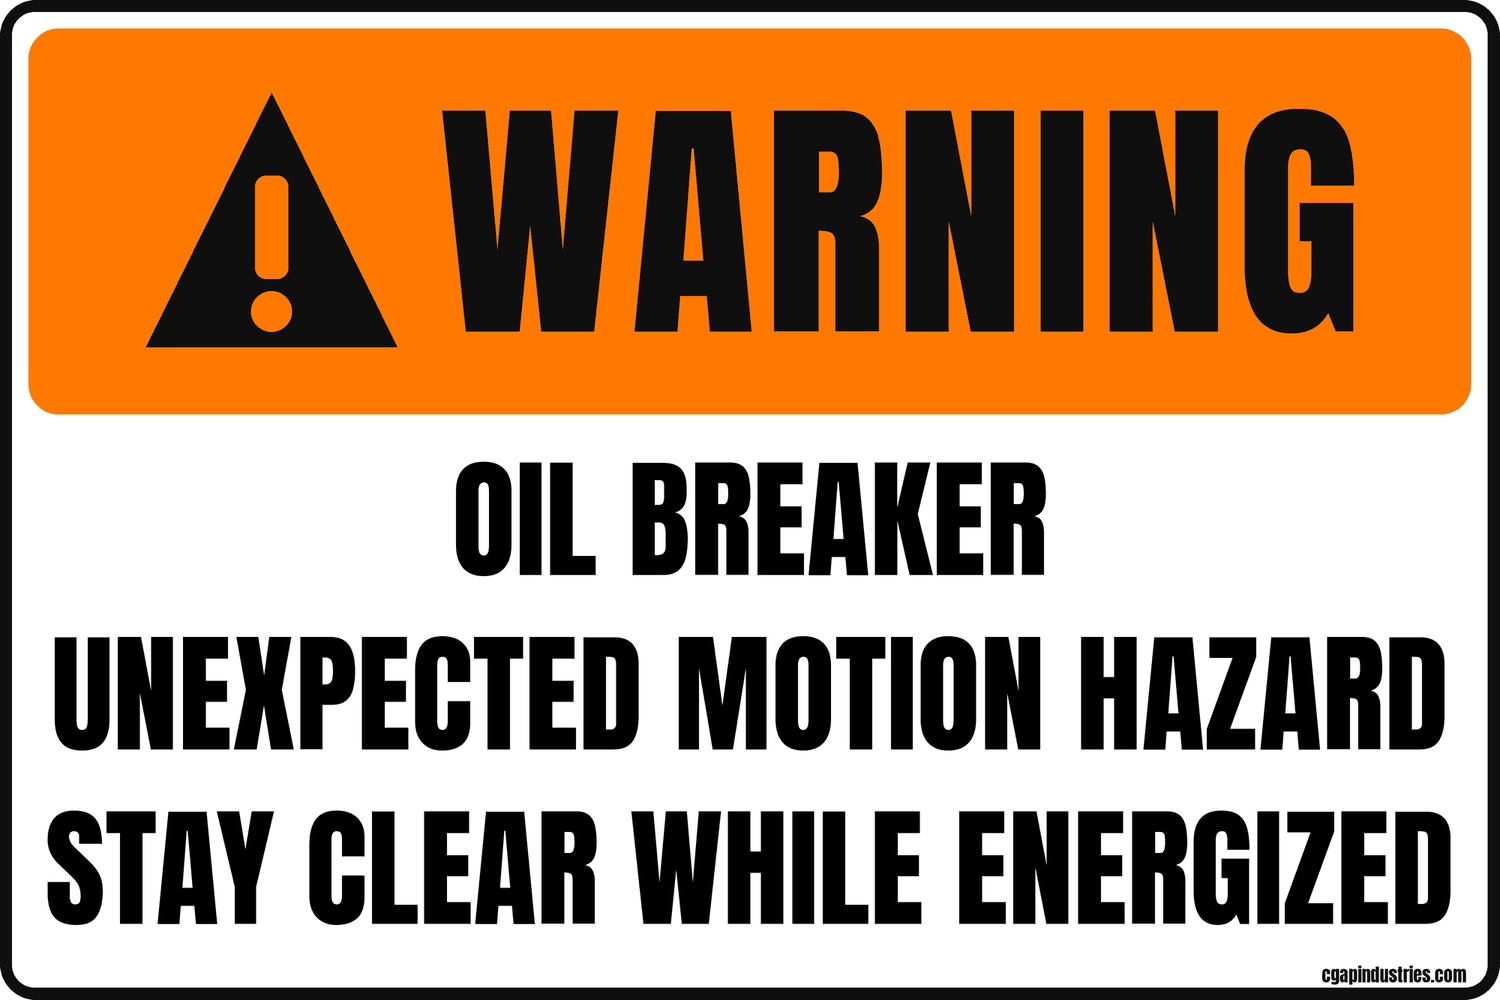 WARNING
OIL BREAKER
UNEXPECTED MOTION HAZARD
STAY CLEAR WHILE ENERGIZED
cgapindustries.com